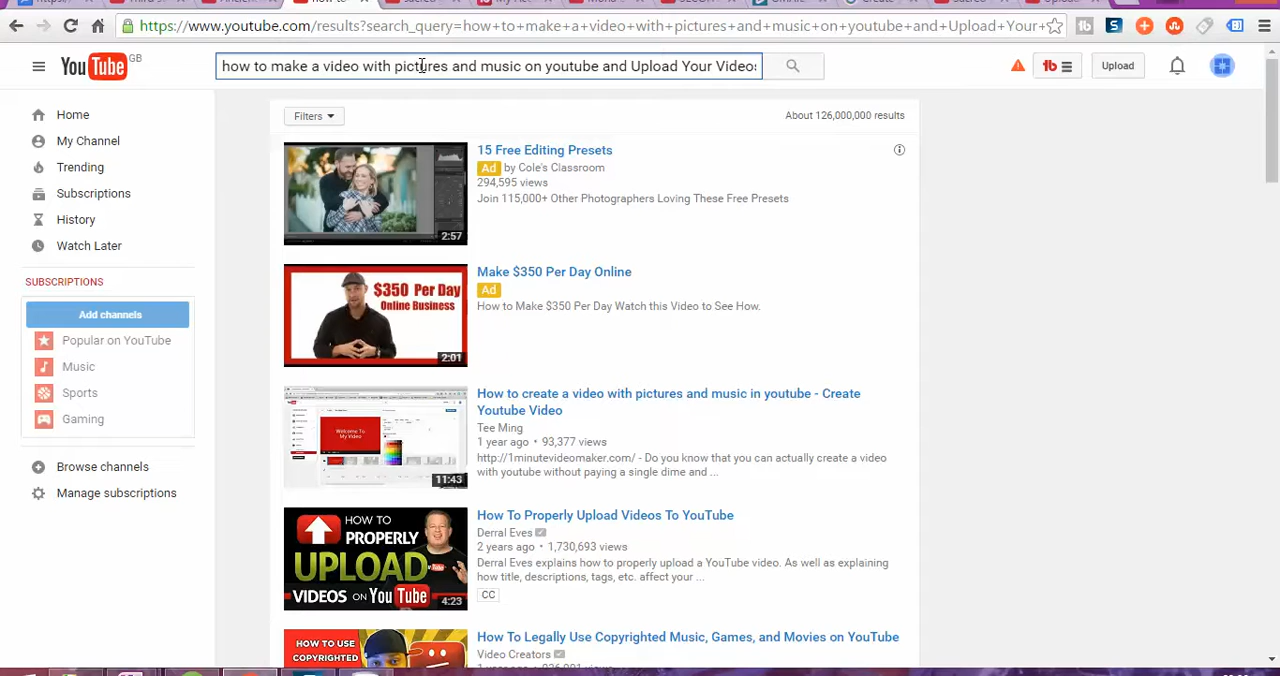 https://www.youtube.com/results?search_query=how+to+make+a+video+with+pictures+and+music+on+youtube+and+Upload+Your+
YouTube GB
how to make a video with pictures and music on youtube and Upload Your Videos
Upload
Home
My Channel
Trending
Subscriptions
History
Watch Later
SUBSCRIPTIONS
Add channels
Popular on YouTube
Music
Sports
Gaming
Browse channels
Manage subscriptions
Filters
About 126,000,000 results
2:57
15 Free Editing Presets
Ad by Cole's Classroom
294,595 views
Join 115,000+ Other Photographers Loving These Free Presets
$350 Per Day
Online Business
2:01
Make $350 Per Day Online
Ad
How to Make $350 Per Day Watch this Video to See How.
Welcome To
My Video
11:43
How to create a video with pictures and music in youtube - Create
Youtube Video
Tee Ming
1 year ago • 93,377 views
http://1minutevideomaker.com/ - Do you know that you can actually create a video
with youtube without paying a single dime and ...
HOW TO
PROPERLY
UPLOAD
VIDEOS ON YouTube
4:23
How To Properly Upload Videos To YouTube
Derral Eves
2 years ago • 1,730,693 views
Derral Eves explains how to properly upload a YouTube video. As well as explaining
how title, descriptions, tags, etc. affect your ...
CC
HOW TO USE
COPYRIGHTED
How To Legally Use Copyrighted Music, Games, and Movies on YouTube
Video Creators